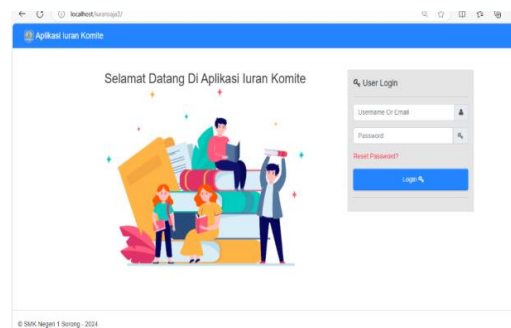 localhost/iuransaja3/
Aplikasi Iuran Komite
Selamat Datang Di Aplikasi Iuran Komite
User Login
Username Or Email
Password
Reset Password?
Login
© SMK Negeri 1 Sorong - 2024